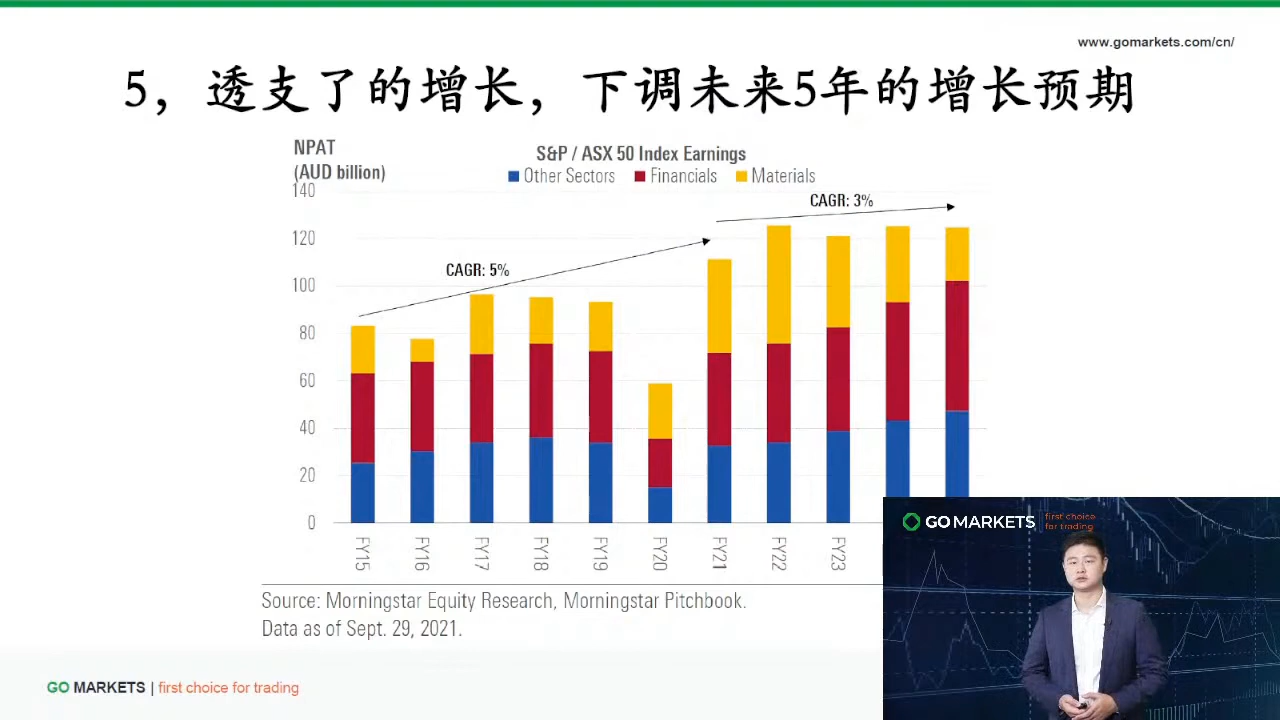 www.gomarkets.com/cn/
5，透支了的增长，下调未来5年的增长预期
NPAT
(AUD billion)
S&P / ASX 50 Index Earnings
Other Sectors Financials Materials
140
120
100
80
60
40
20
0
CAGR: 5%
CAGR: 3%
FY15 FY16 FY17 FY18 FY19 FY20 FY21 FY22 FY23
Source: Morningstar Equity Research, Morningstar Pitchbook.
Data as of Sept. 29, 2021.
GO MARKETS | first choice for trading
GO MARKETS first choice
for trading